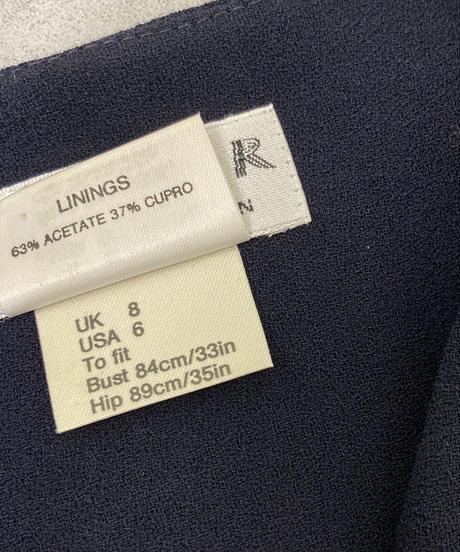 R
N
LININGS
63% ACETATE 37% CUPRO
UK 8
USA 6
To fit
Bust 84cm/33in
Hip 89cm/35in